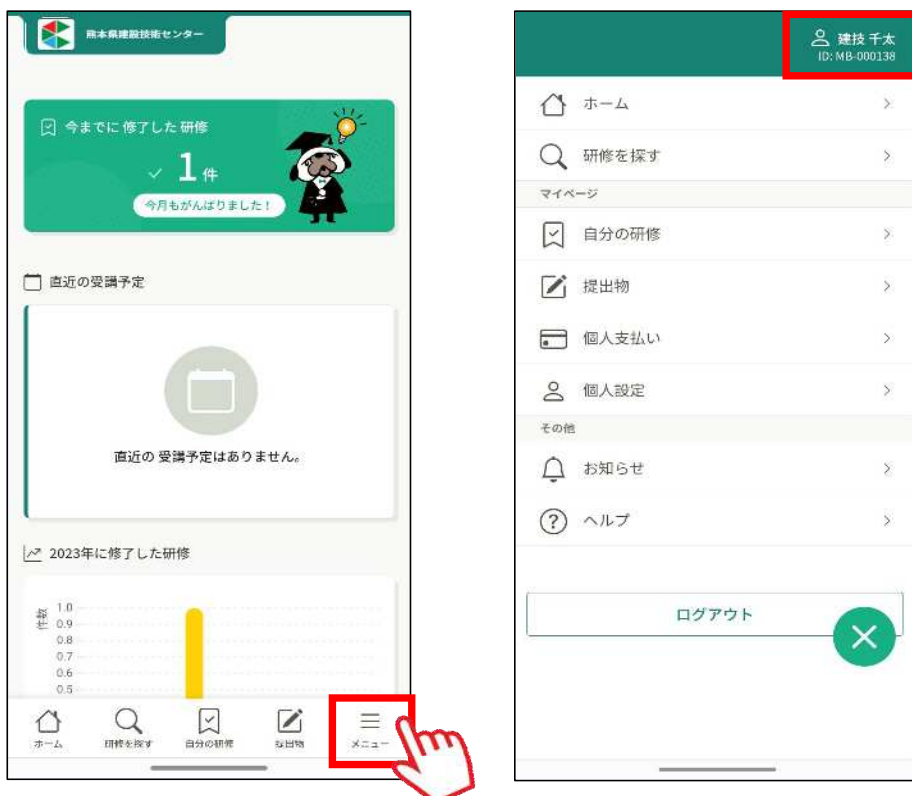 熊本県建設技術センター
今までに修了した研修
1件
今月もがんばりました！
直近の受講予定
直近の受講予定はありません。
2023年に修了した研修
件数
1.0
0.9
0.8
0.7
0.6
0.5
ホーム
研修を探す
自分の研修
提出物
メニュー
建技 千太
ID: MB-000138
ホーム
研修を探す
マイページ
自分の研修
提出物
個人支払い
個人設定
その他
お知らせ
ヘルプ
ログアウト